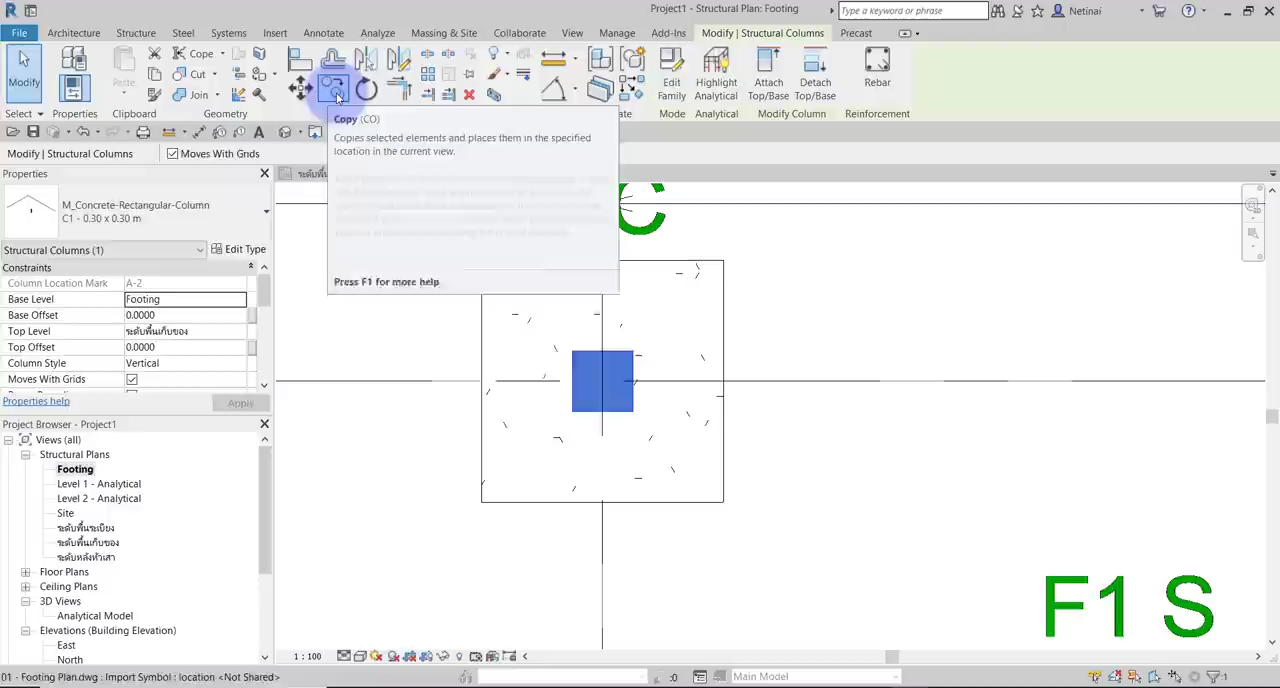 Project1 - Structural Plan: Footing
Type a keyword or phrase
Netinai
File
Architecture
Structure
Steel
Systems
Insert
Annotate
Analyze
Massing & Site
Collaborate
View
Manage
Add-Ins
Modify | Structural Columns
Precast
Modify
Paste
Cope
Cut
Join
Edit
Family
Highlight
Analytical
Attach
Top/Base
Detach
Top/Base
Rebar
Select
Properties
Clipboard
Geometry
Mode
Analytical
Modify Column
Reinforcement
Modify | Structural Columns
Moves With Grids
Copy (CO)
Copies selected elements and places them in the specified
location in the current view.
Press F1 for more help
Properties
M_Concrete-Rectangular-Column
C1 - 0.30 x 0.30 m
Structural Columns (1)
Edit Type
Constraints
Column Location Mark A-2
Base Level Footing
Base Offset 0.0000
Top Level ระดับพื้นเก็บของ
Top Offset 0.0000
Column Style Vertical
Moves With Grids
Properties help
Apply
Project Browser - Project1
Views (all)
Structural Plans
Footing
Level 1 - Analytical
Level 2 - Analytical
Site
ระดับพื้นระเบียง
ระดับพื้นเก็บของ
ระดับหลังหัวเสา
Floor Plans
Ceiling Plans
3D Views
Analytical Model
Elevations (Building Elevation)
East
North
C
F1 S
1 : 100
01 - Footing Plan.dwg : Import Symbol : location <Not Shared>
:0
Main Model
:1